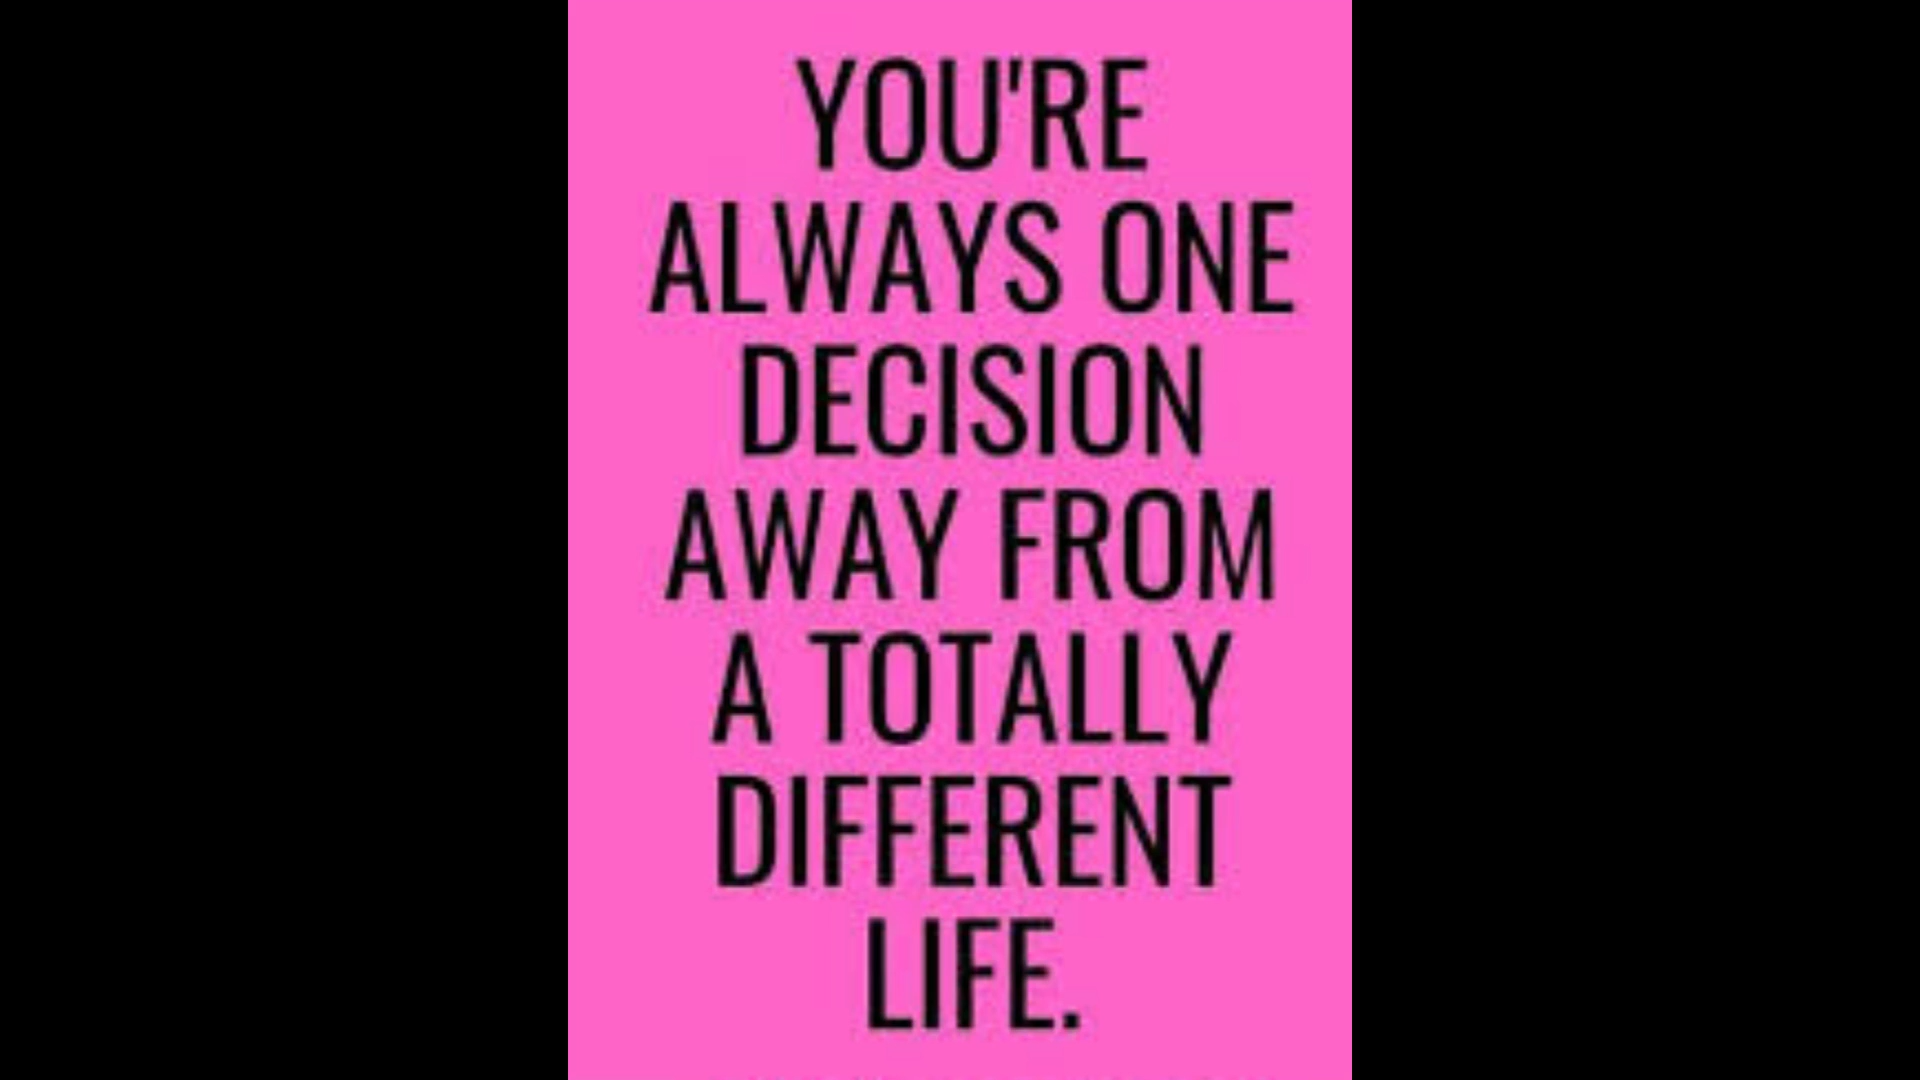 YOU'RE
ALWAYS ONE
DECISION
AWAY FROM
A TOTALLY
DIFFERENT
LIFE.